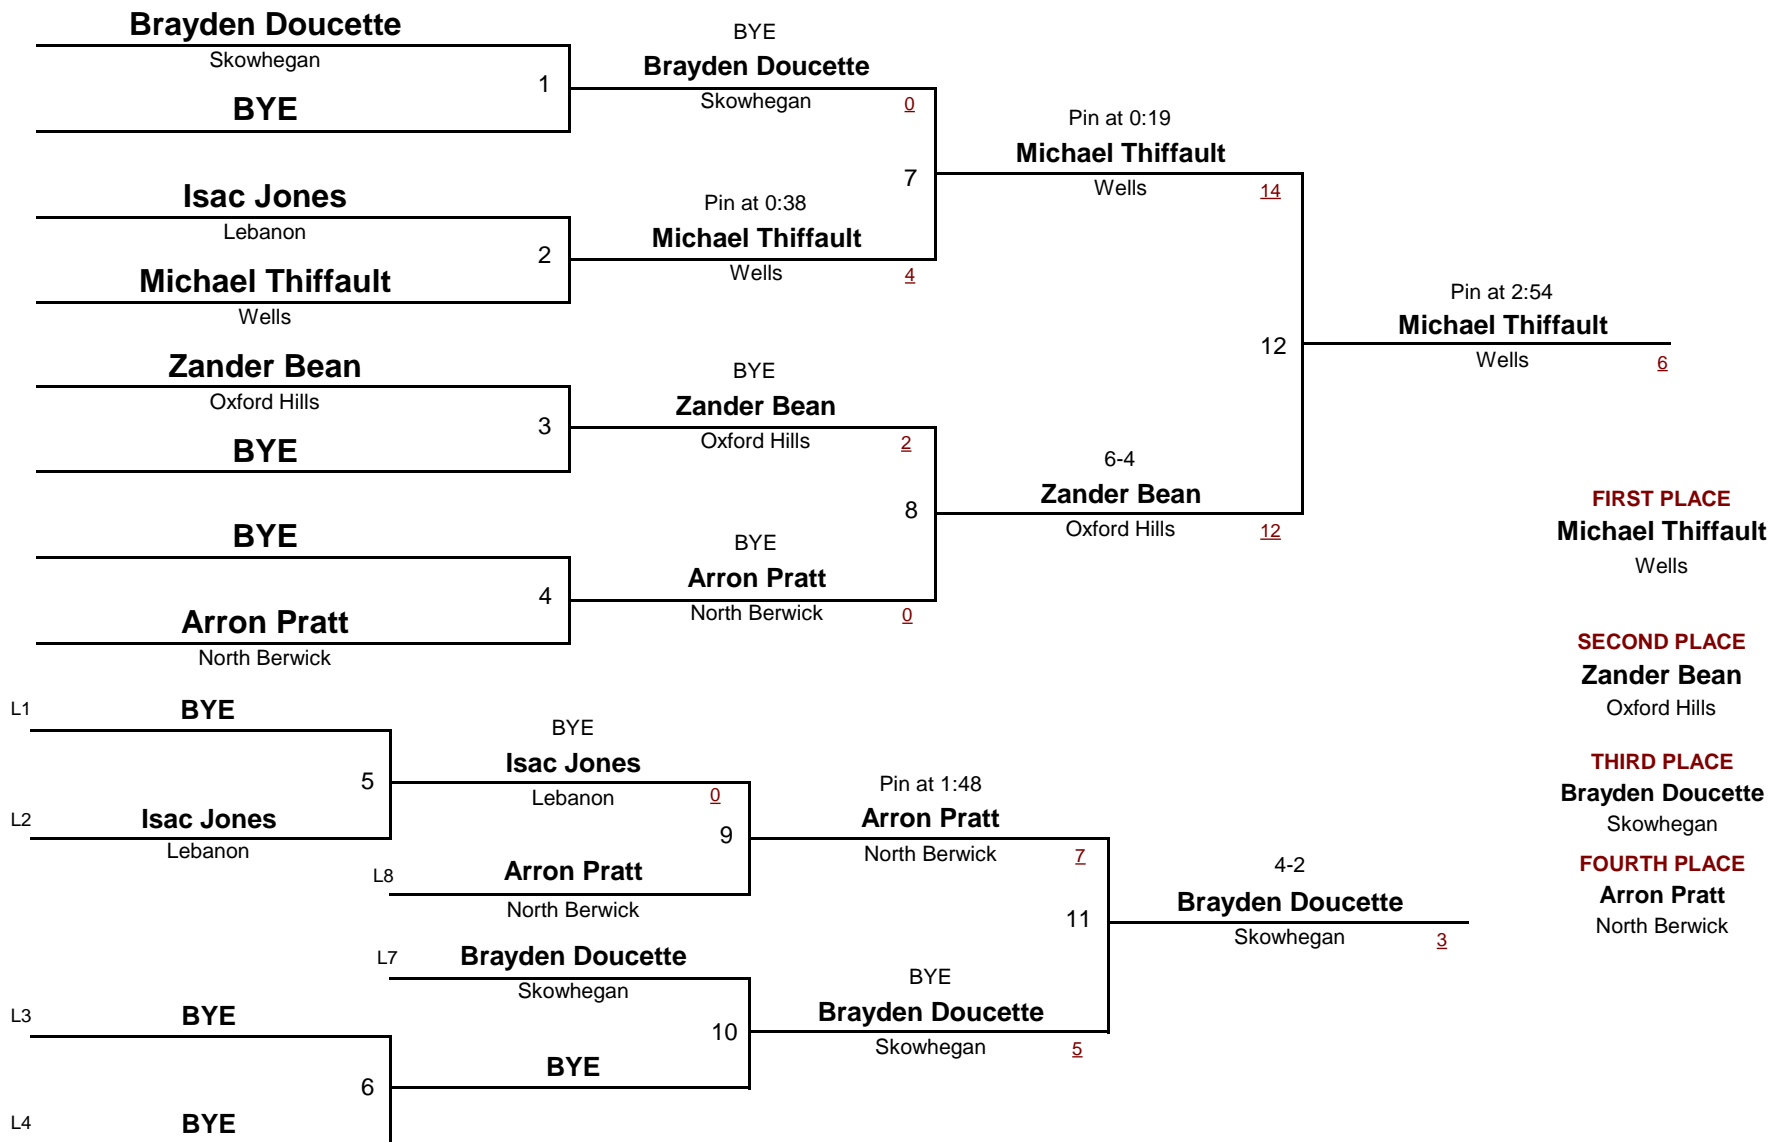 Brayden Doucette
Skowhegan
1
BYE
BYE
Brayden Doucette
Skowhegan
0
Isac Jones
Lebanon
2
Michael Thiffault
Wells
Pin at 0:38
Michael Thiffault
Wells
4
7
Pin at 0:19
Michael Thiffault
Wells
14
Zander Bean
Oxford Hills
3
BYE
BYE
Zander Bean
Oxford Hills
2
BYE
4
Arron Pratt
North Berwick
BYE
Arron Pratt
North Berwick
0
8
6-4
Zander Bean
Oxford Hills
12
12
Pin at 2:54
Michael Thiffault
Wells
6
FIRST PLACE
Michael Thiffault
Wells
SECOND PLACE
Zander Bean
Oxford Hills
THIRD PLACE
Brayden Doucette
Skowhegan
FOURTH PLACE
Arron Pratt
North Berwick
L1
BYE
5
L2
Isac Jones
Lebanon
BYE
Isac Jones
Lebanon
0
9
L8
Arron Pratt
North Berwick
Pin at 1:48
Arron Pratt
North Berwick
7
L7
Brayden Doucette
Skowhegan
10
BYE
L3
BYE
6
L4
BYE
BYE
Brayden Doucette
Skowhegan
5
11
4-2
Brayden Doucette
Skowhegan
3